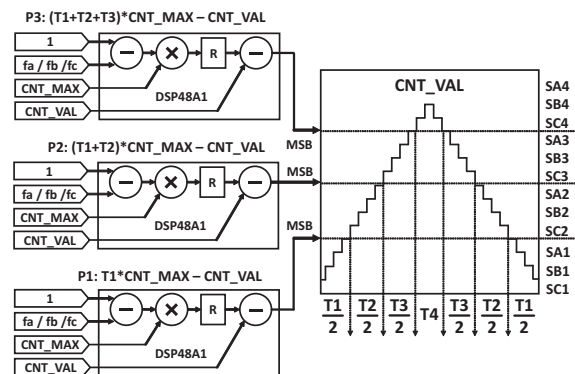 P3: (T1+T2+T3)*CNT_MAX – CNT_VAL
1
fa / fb /fc
CNT_MAX
CNT_VAL
R
DSP48A1
MSB
P2: (T1+T2)*CNT_MAX – CNT_VAL
1
fa / fb /fc
CNT_MAX
CNT_VAL
R
DSP48A1
MSB
P1: T1*CNT_MAX – CNT_VAL
1
fa / fb /fc
CNT_MAX
CNT_VAL
R
DSP48A1
MSB
CNT_VAL
SA4
SB4
SC4
SA3
SB3
SC3
SA2
SB2
SC2
SA1
SB1
SC1
T1 T2 T3 T4 T3 T2 T1
2 2 2 2 2 2